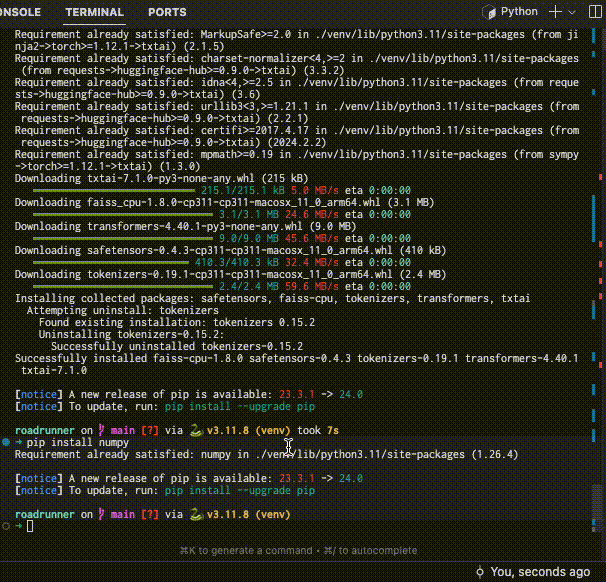 ONSOLE TERMINAL PORTS Python
Requirement already satisfied: MarkupSafe>=2.0 in ./venv/lib/python3.11/site-packages (from ji
nja2->torch>=1.12.1->txtai) (2.1.5)
Requirement already satisfied: charset-normalizer<4,>=2 in ./venv/lib/python3.11/site-packages
(from requests->huggingface-hub>=0.9.0->txtai) (3.3.2)
Requirement already satisfied: idna<4,>=2.5 in ./venv/lib/python3.11/site-packages (from reque
sts->huggingface-hub>=0.9.0->txtai) (3.6)
Requirement already satisfied: urllib3<3,>=1.21.1 in ./venv/lib/python3.11/site-packages (from
requests->huggingface-hub>=0.9.0->txtai) (2.2.1)
Requirement already satisfied: certifi>=2017.4.17 in ./venv/lib/python3.11/site-packages (from
requests->huggingface-hub>=0.9.0->txtai) (2024.2.2)
Requirement already satisfied: mpmath>=0.19 in ./venv/lib/python3.11/site-packages (from sympy
->torch>=1.12.1->txtai) (1.3.0)
Downloading txtai-7.1.0-py3-none-any.whl (215 kB)
215.1/215.1 kB 5.0 MB/s eta 0:00:00
Downloading faiss_cpu-1.8.0-cp311-cp311-macosx_11_0_arm64.whl (3.1 MB)
3.1/3.1 MB 24.6 MB/s eta 0:00:00
Downloading transformers-4.40.1-py3-none-any.whl (9.0 MB)
9.0/9.0 MB 45.6 MB/s eta 0:00:00
Downloading safetensors-0.4.3-cp311-cp311-macosx_11_0_arm64.whl (410 kB)
410.3/410.3 kB 32.4 MB/s eta 0:00:00
Downloading tokenizers-0.19.1-cp311-cp311-macosx_11_0_arm64.whl (2.4 MB)
2.4/2.4 MB 59.6 MB/s eta 0:00:00
Installing collected packages: safetensors, faiss-cpu, tokenizers, transformers, txtai
Attempting uninstall: tokenizers
Found existing installation: tokenizers 0.15.2
Uninstalling tokenizers-0.15.2:
Successfully uninstalled tokenizers-0.15.2
Successfully installed faiss-cpu-1.8.0 safetensors-0.4.3 tokenizers-0.19.1 transformers-4.40.1
txtai-7.1.0
[notice] A new release of pip is available: 23.3.1 -> 24.0
[notice] To update, run: pip install --upgrade pip
roadrunner on main [?] via v3.11.8 (venv) took 7s
→ pip install numpy
Requirement already satisfied: numpy in ./venv/lib/python3.11/site-packages (1.26.4)
[notice] A new release of pip is available: 23.3.1 -> 24.0
[notice] To update, run: pip install --upgrade pip
roadrunner on main [?] via v3.11.8 (venv)
→
⌘K to generate a command • ⌘/ to autocomplete
You, seconds ago